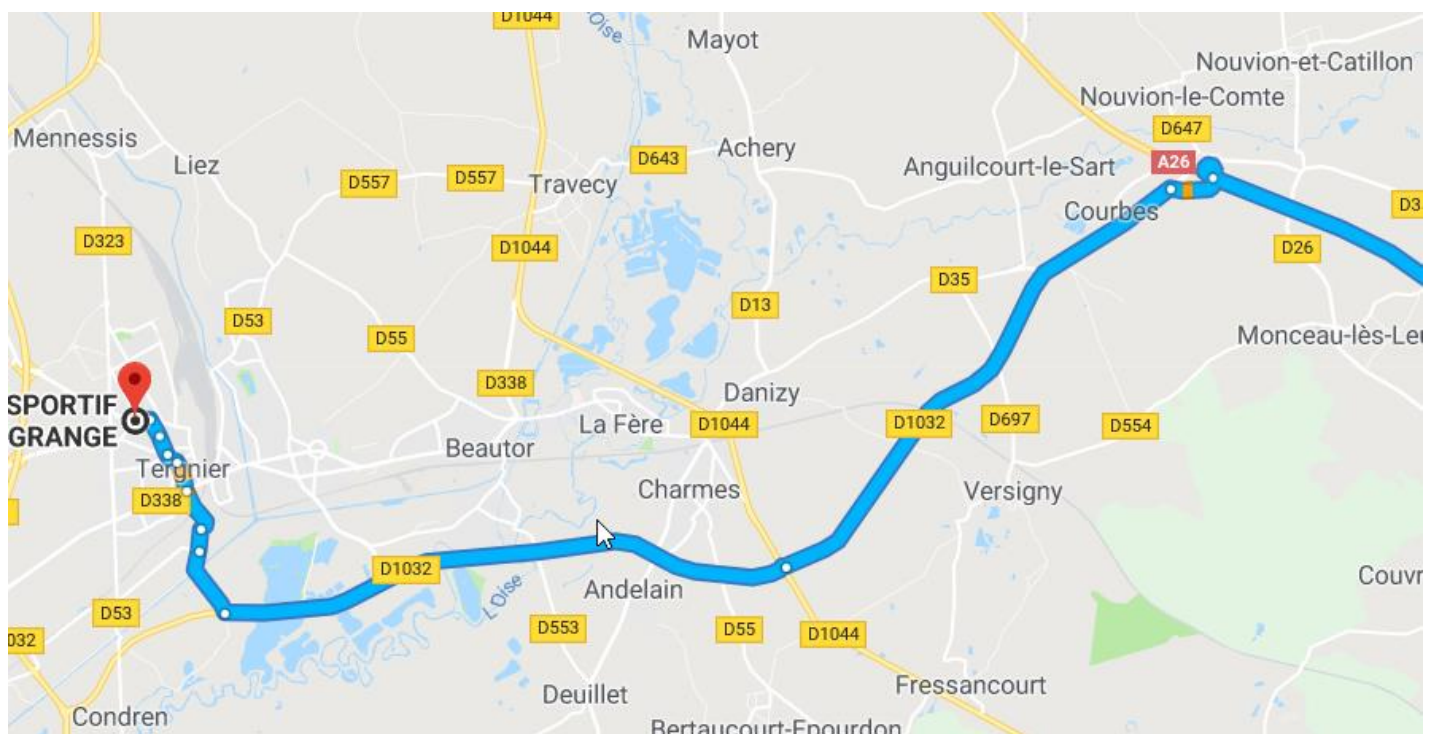 D1044
Oise
Mayot
Nouvion-et-Catillon
Nouvion-le-Comte
D647
Mennessis
Liez
D643
Achery
A26
Anguilcourt-le-Sart
D557
D557
Travecy
Courbes
D3
D323
D1044
D26
D35
D13
D53
D55
Monceau-lès-Leu
D338
Danizy
SPORTIF
GRANGE
La Fère
D1044
D1032
D697
D554
Beautor
Tergnier
D338
Charmes
Versigny
D1032
Andelain
L'Oise
Couvr
D53
D553
D55
D1044
032
Deuillet
Fressancourt
Condren
Bertaucourt-Epourdon